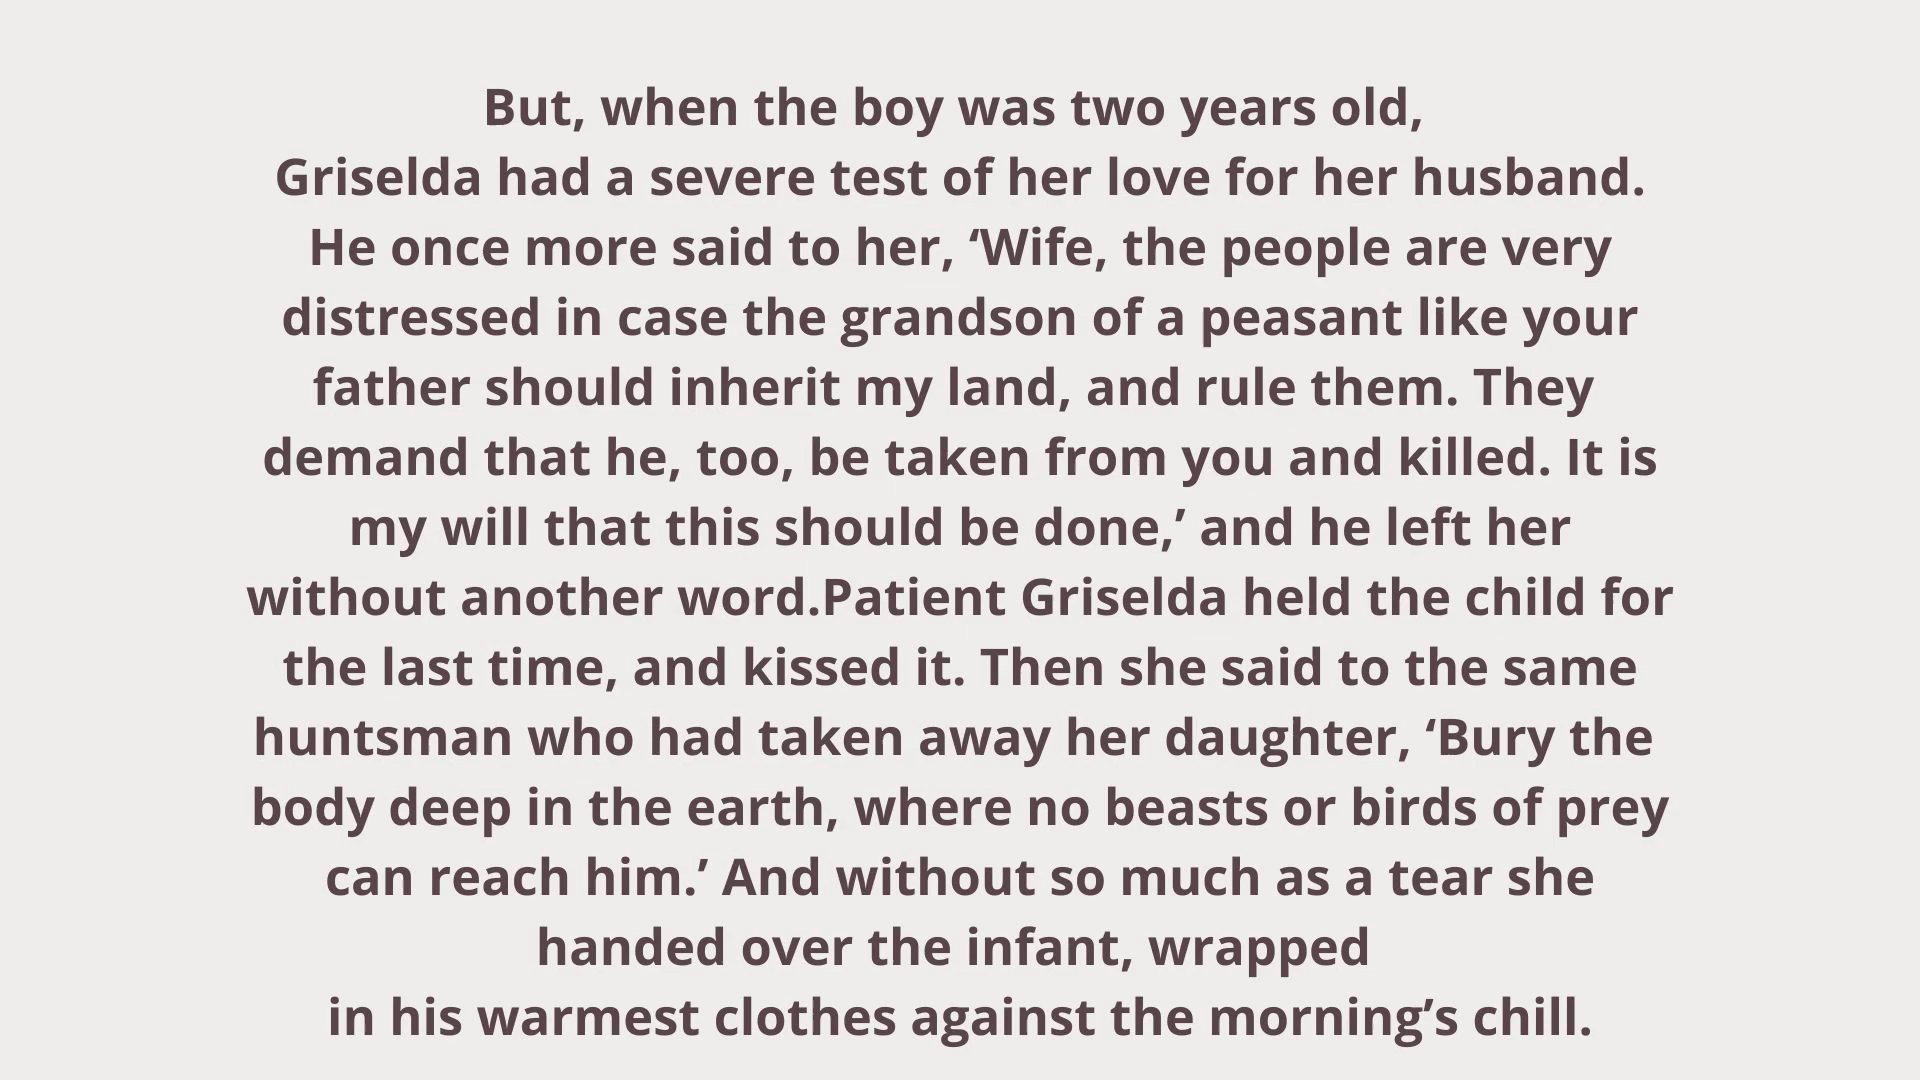 But, when the boy was two years old,
Griselda had a severe test of her love for her husband.
He once more said to her, ‘Wife, the people are very
distressed in case the grandson of a peasant like your
father should inherit my land, and rule them. They
demand that he, too, be taken from you and killed. It is
my will that this should be done,’ and he left her
without another word.Patient Griselda held the child for
the last time, and kissed it. Then she said to the same
huntsman who had taken away her daughter, ‘Bury the
body deep in the earth, where no beasts or birds of prey
can reach him.’ And without so much as a tear she
handed over the infant, wrapped
in his warmest clothes against the morning’s chill.